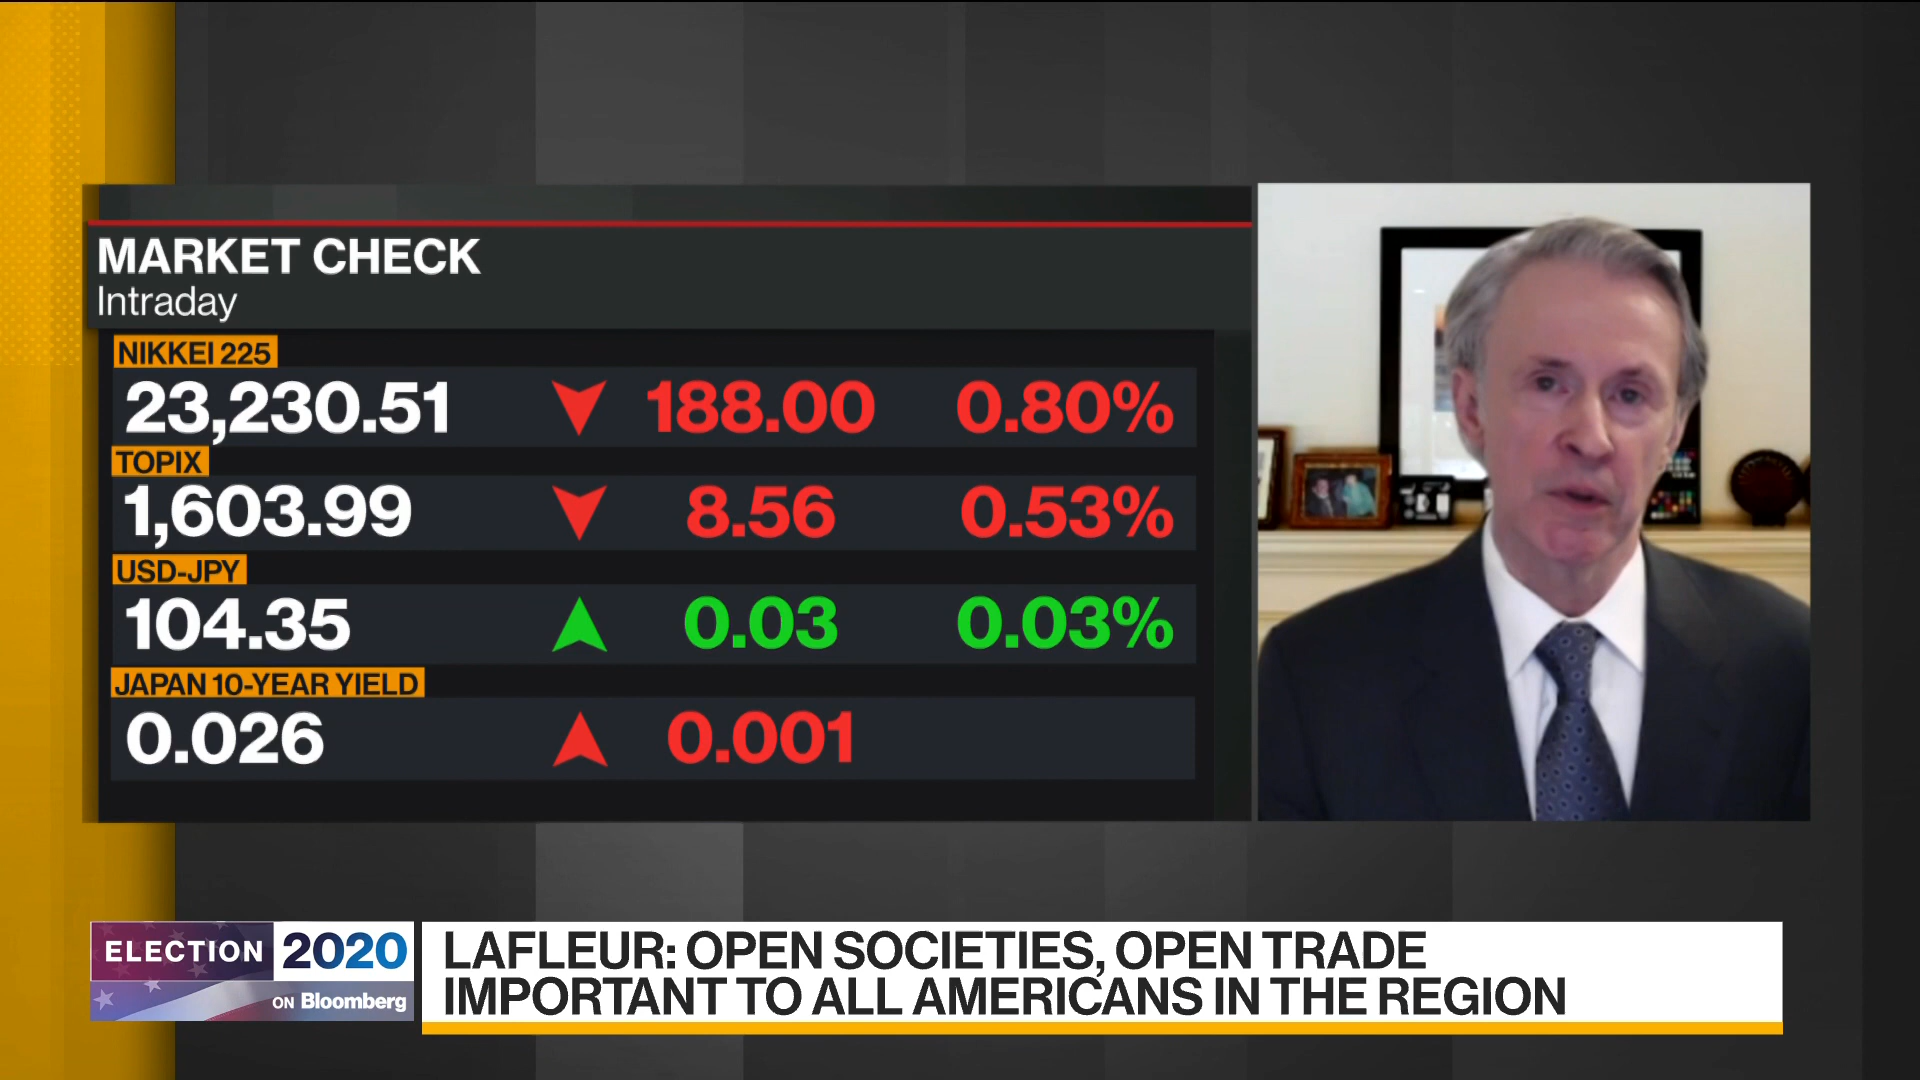 MARKET CHECK
Intraday
NIKKEI 225
23,230.51 188.00 0.80%
TOPIX
1,603.99 8.56 0.53%
USD-JPY
104.35 0.03 0.03%
JAPAN 10-YEAR YIELD
0.026 0.001
ELECTION 2020
ON Bloomberg
LAFLEUR: OPEN SOCIETIES, OPEN TRADE
IMPORTANT TO ALL AMERICANS IN THE REGION